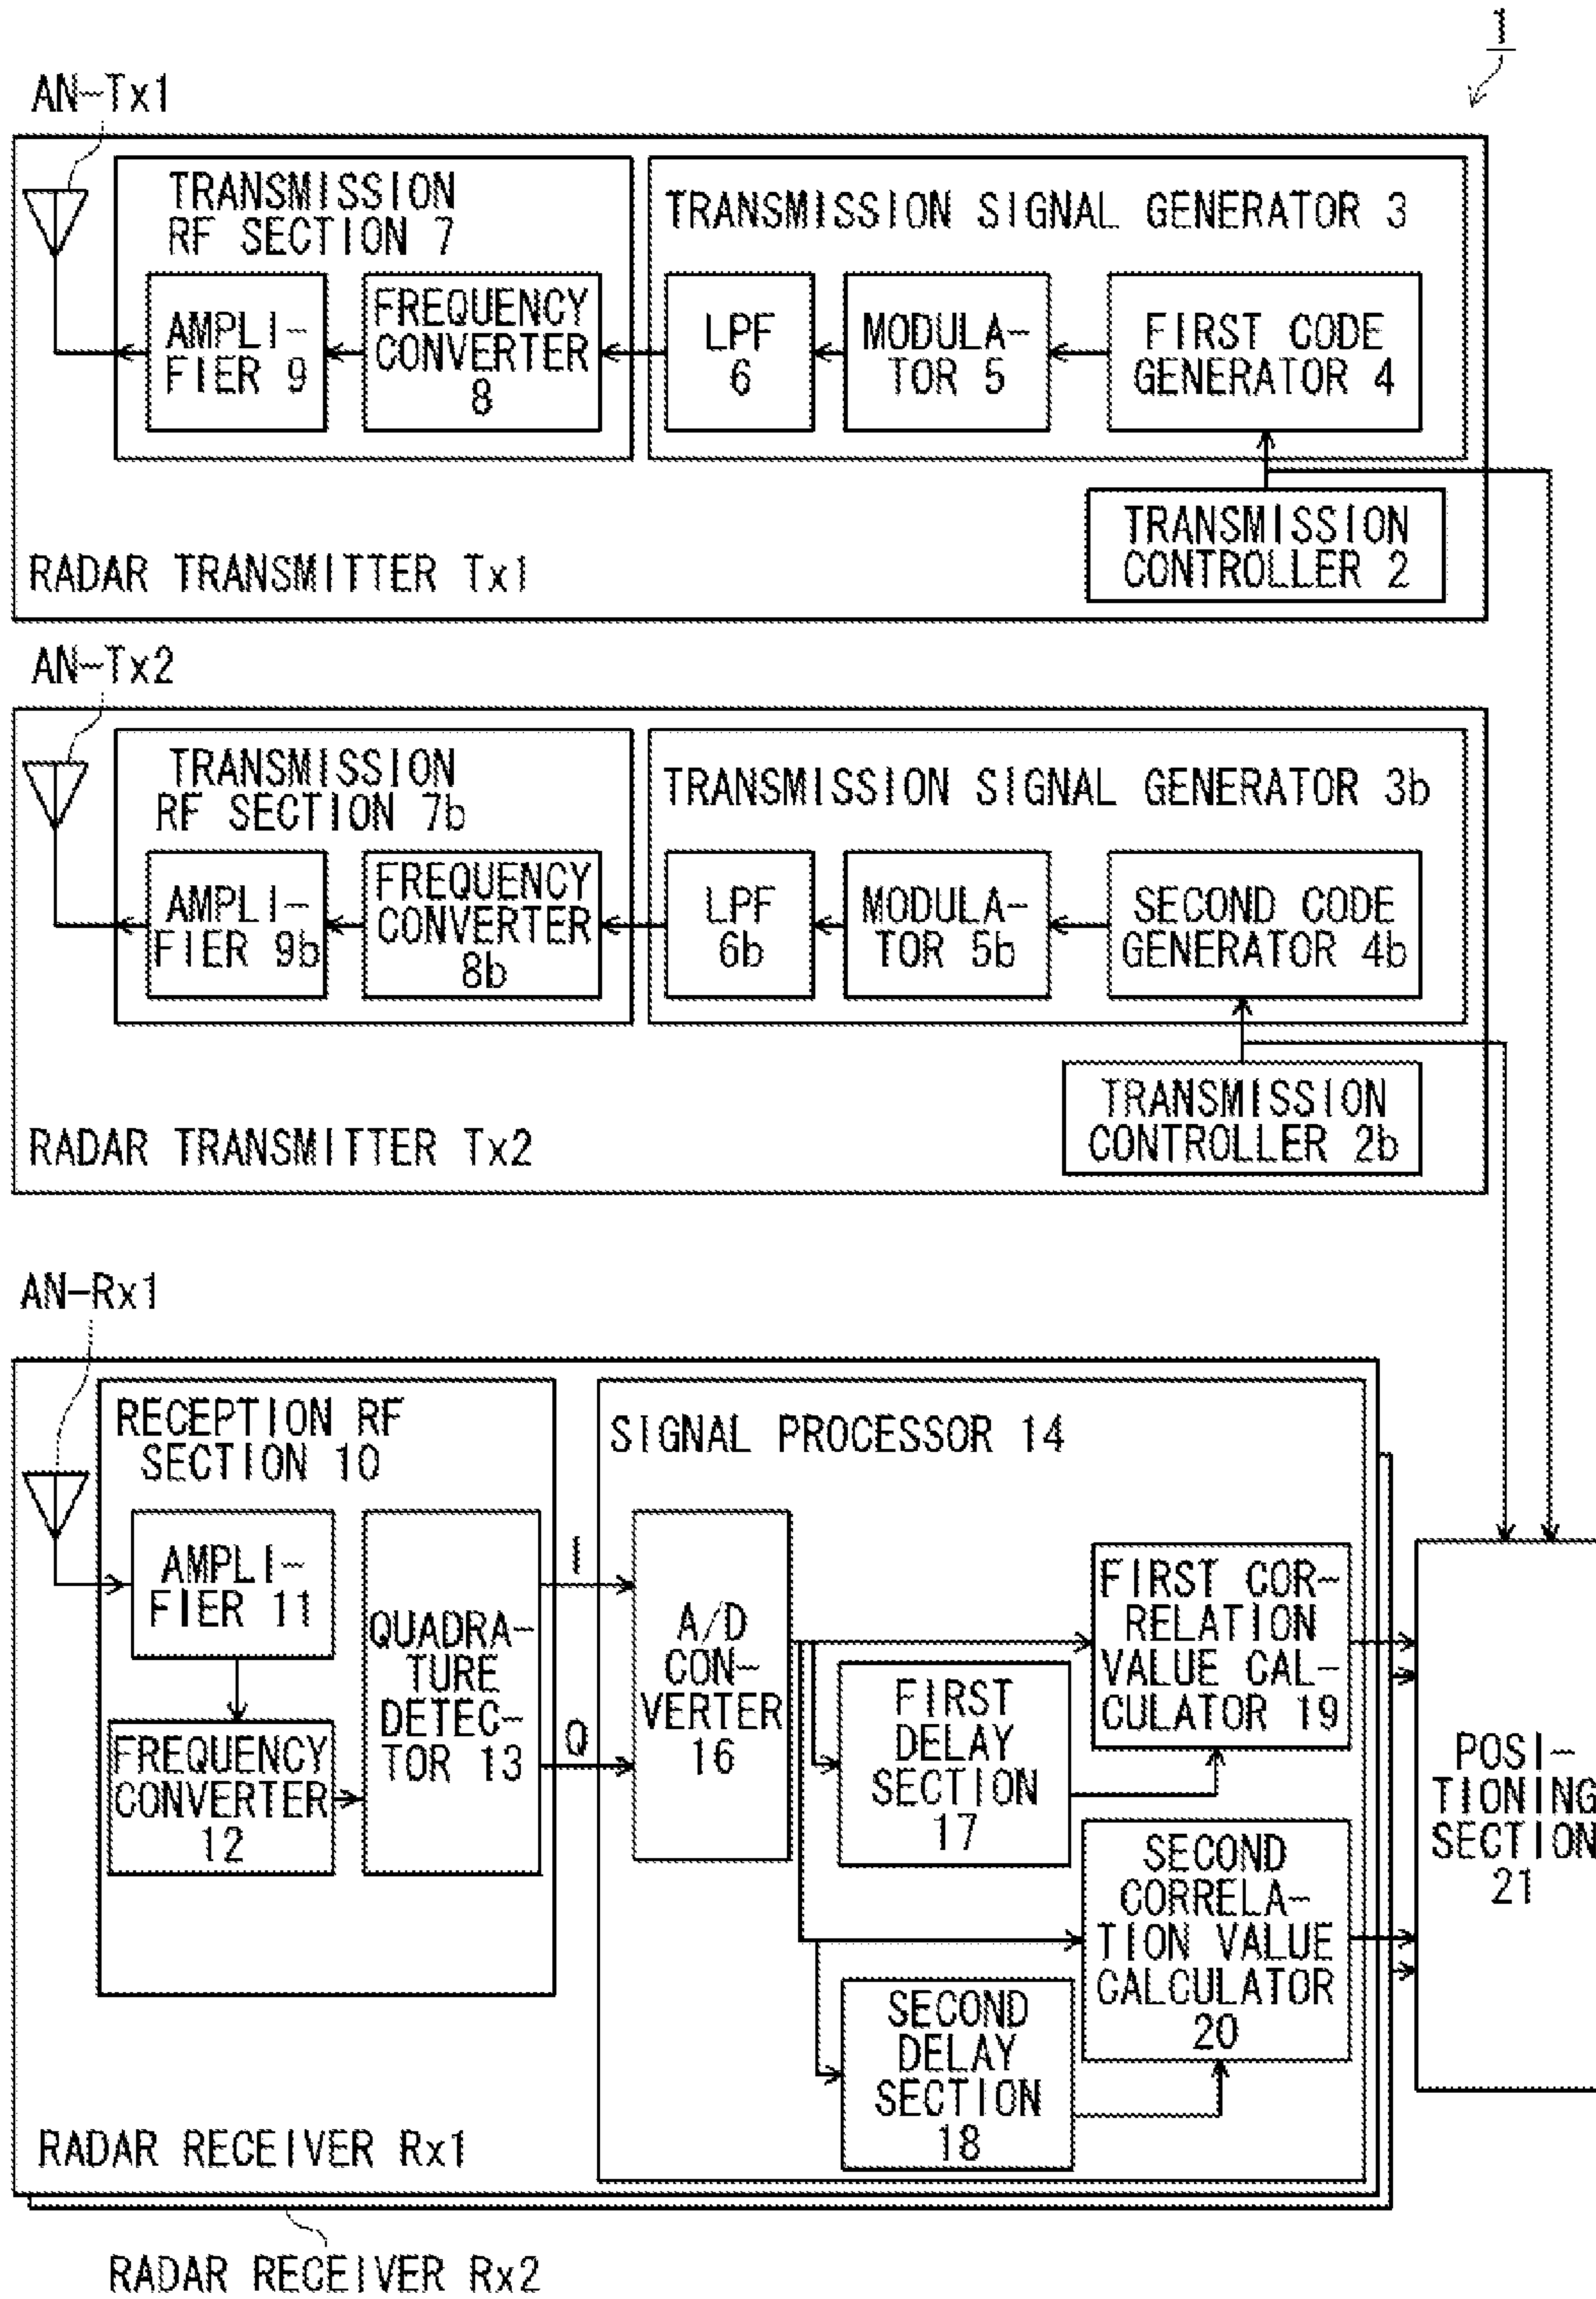 1
AN-Tx1
TRANSMISSION
RF SECTION 7
TRANSMISSION SIGNAL GENERATOR 3
AMPLI-
FIER 9
FREQUENCY
CONVERTER
8
LPF
6
MODULA-
TOR 5
FIRST CODE
GENERATOR 4
TRANSMISSION
CONTROLLER 2
RADAR TRANSMITTER Tx1
AN-Tx2
TRANSMISSION
RF SECTION 7b
TRANSMISSION SIGNAL GENERATOR 3b
AMPLI-
FIER 9b
FREQUENCY
CONVERTER
8b
LPF
6b
MODULA-
TOR 5b
SECOND CODE
GENERATOR 4b
TRANSMISSION
CONTROLLER 2b
RADAR TRANSMITTER Tx2
AN-Rx1
RECEPTION RF
SECTION 10
SIGNAL PROCESSOR 14
AMPLI-
FIER 11
FREQUENCY
CONVERTER
12
QUADRA-
TURE
DETEC-
TOR 13
I
Q
A/D
CON-
VERTER
16
FIRST
DELAY
SECTION
17
FIRST COR-
RELATION
VALUE CAL-
CULATOR 19
SECOND
CORRELA-
TION VALUE
CALCULATOR
20
SECOND
DELAY
SECTION
18
POSI-
TIONING
SECTION
21
RADAR RECEIVER Rx1
RADAR RECEIVER Rx2